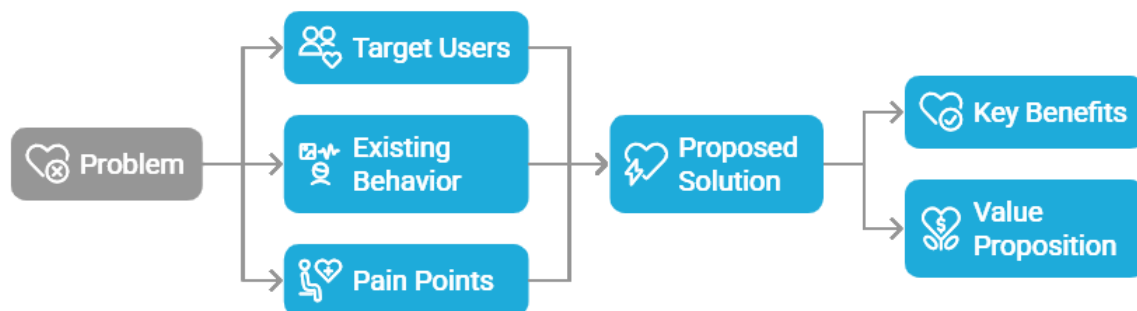 Problem
Target Users
Existing
Behavior
Pain Points
Proposed
Solution
Key Benefits
Value
Proposition